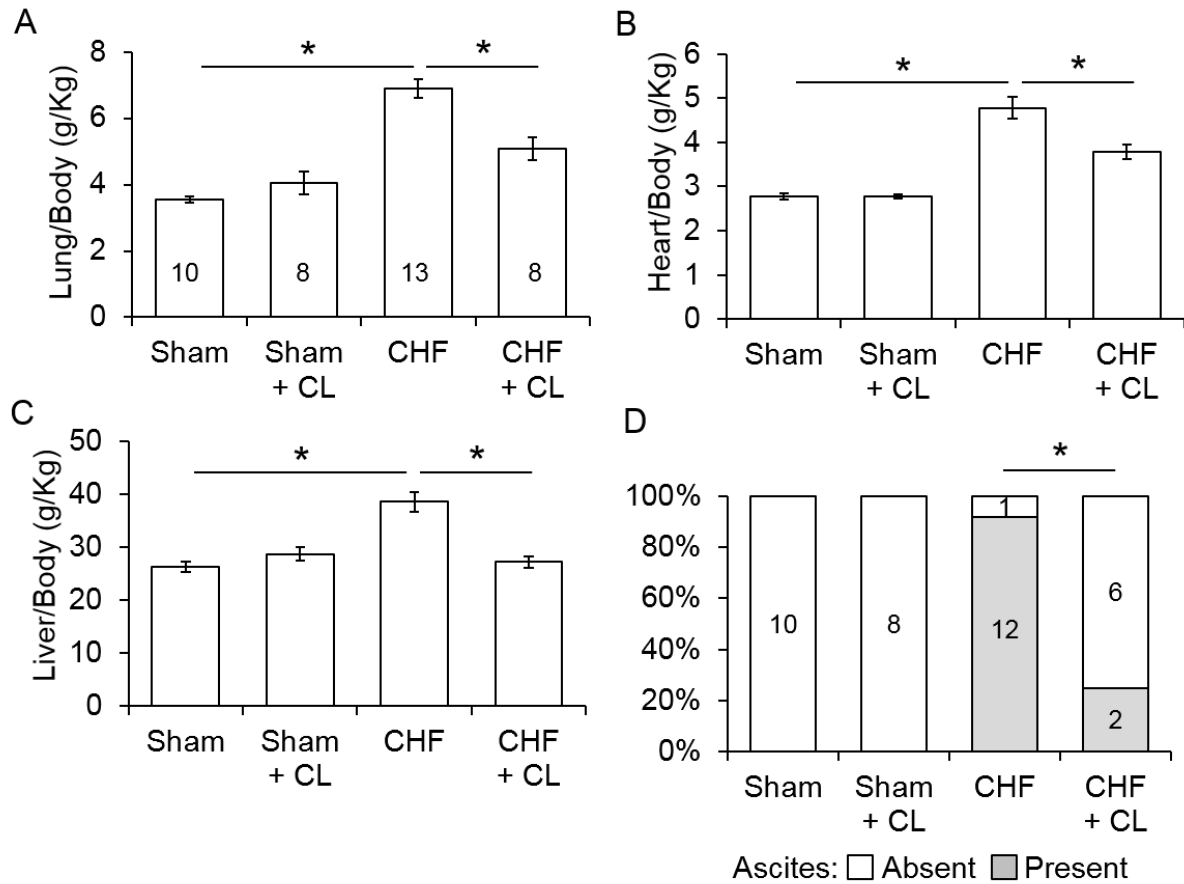 A
Lung/Body (g/Kg)
8
6
4
2
0
*
*
10
8
13
8
Sham
Sham
+ CL
CHF
CHF
+ CL
B
Heart/Body (g/Kg)
6
5
4
3
2
1
0
*
*
Sham
Sham
+ CL
CHF
CHF
+ CL
C
Liver/Body (g/Kg)
50
40
30
20
10
0
*
*
Sham
Sham
+ CL
CHF
CHF
+ CL
D
100%
80%
60%
40%
20%
0%
*
10
8
1
12
6
2
Sham
Sham
+ CL
CHF
CHF
+ CL
Ascites: Absent Present